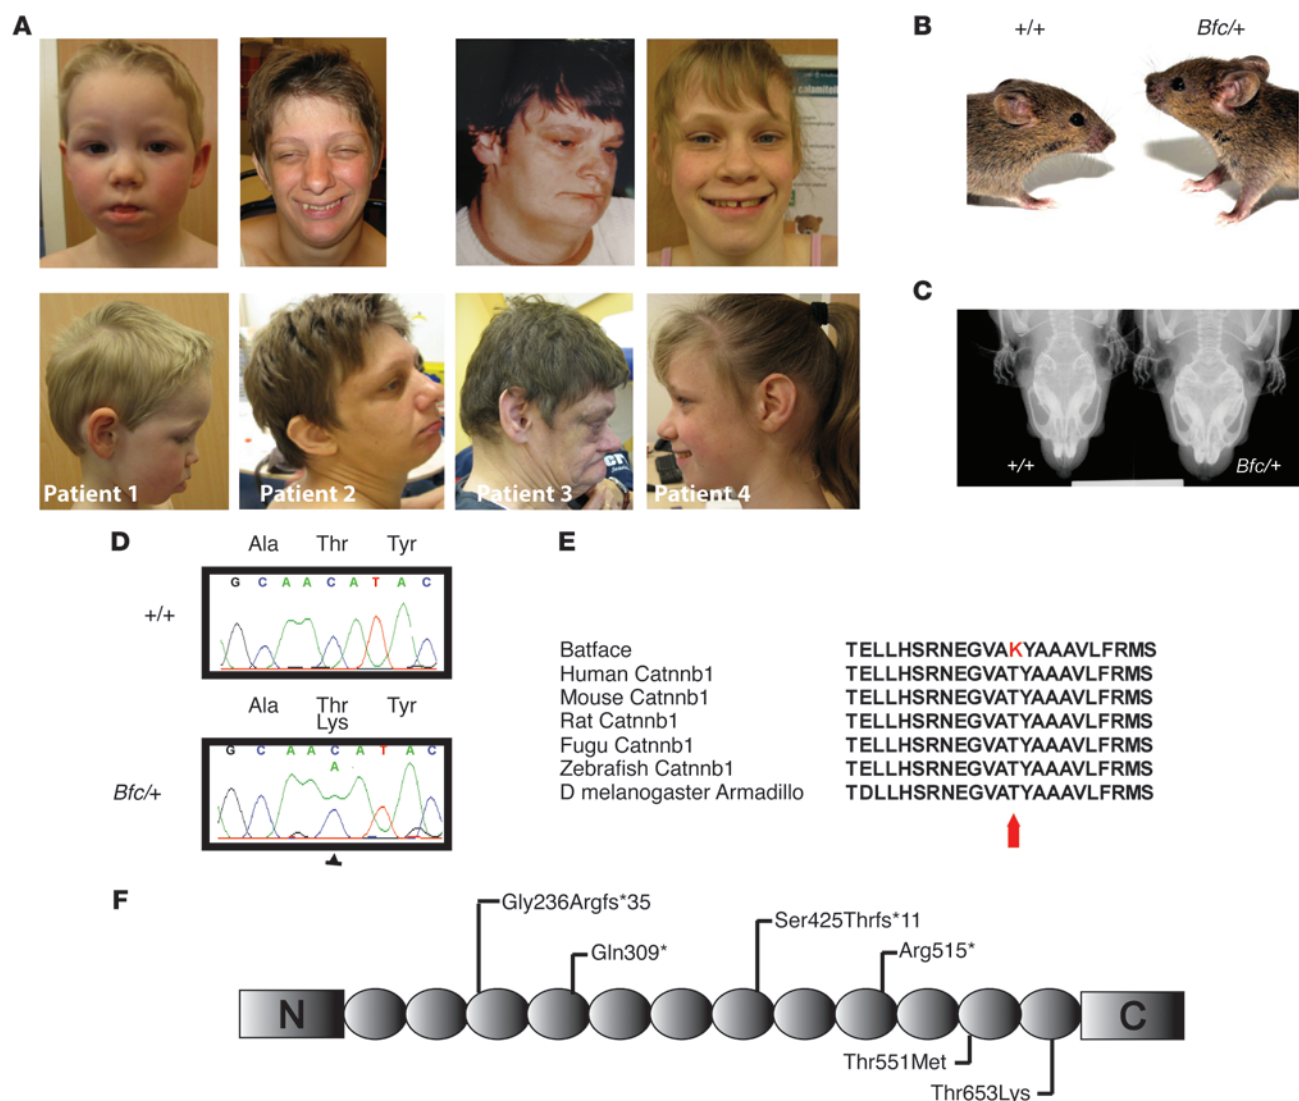 A
B
+/+
Bfc/+
calamiteit
Patient 1
Patient 2
Patient 3
Patient 4
C
+/+
Bfc/+
D
Ala Thr Tyr
+/+
G C A A C A T A C
Ala Thr Tyr
Lys
Bfc/+
G C A A C A T A C
A
E
Batface TELLHSRNEGVAKYAAAVLFRMS
Human Catnnb1 TELLHSRNEGVATYAAAVLFRMS
Mouse Catnnb1 TELLHSRNEGVATYAAAVLFRMS
Rat Catnnb1 TELLHSRNEGVATYAAAVLFRMS
Fugu Catnnb1 TELLHSRNEGVATYAAAVLFRMS
Zebrafish Catnnb1 TELLHSRNEGVATYAAAVLFRMS
D melanogaster Armadillo TDLLHSRNEGVATYAAAVLFRMS
F
Gly236Argfs*35
Ser425Thrfs*11
Gln309*
Arg515*
N
C
Thr551Met
Thr653Lys